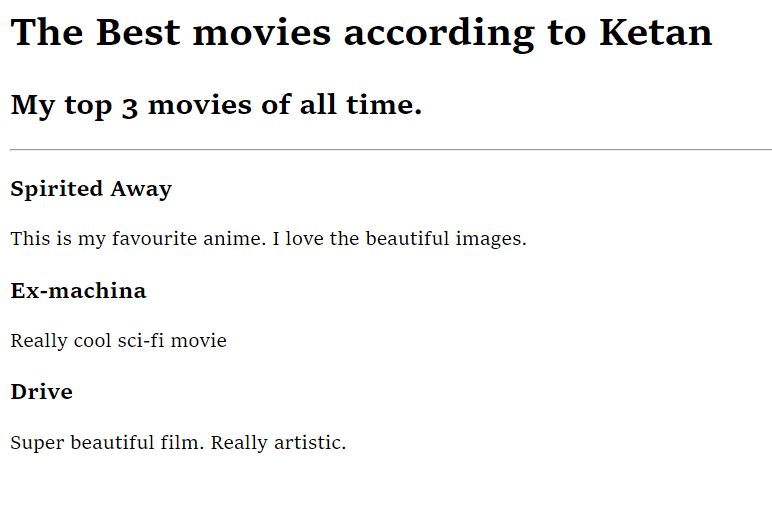 The Best movies according to Ketan
My top 3 movies of all time.
Spirited Away
This is my favourite anime. I love the beautiful images.
Ex-machina
Really cool sci-fi movie
Drive
Super beautiful film. Really artistic.